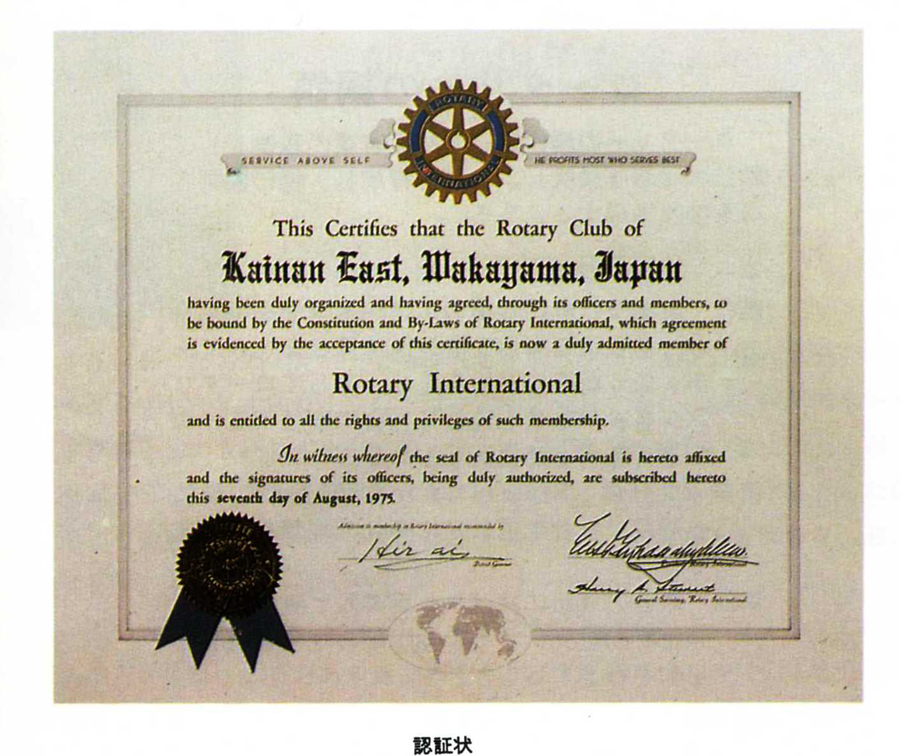 ROTARY
INTERNATIONAL
SERVICE ABOVE SELF
HE PROFITS MOST WHO SERVES BEST
This Certifies that the Rotary Club of
Kainan East, Wakayama, Japan
having been duly organized and having agreed, through its officers and members, to
be bound by the Constitution and By-Laws of Rotary International, which agreement
is evidenced by the acceptance of this certificate, is now a duly admitted member of
Rotary International
and is entitled to all the rights and privileges of such membership.
In witness whereof the seal of Rotary International is hereto affixed
and the signatures of its officers, being duly authorized, are subscribed hereto
this seventh day of August, 1975.
Admission to membership in Rotary International recommended by
District Governor
Rotary International
Harry A. Stewart
General Secretary, Rotary International
認証状